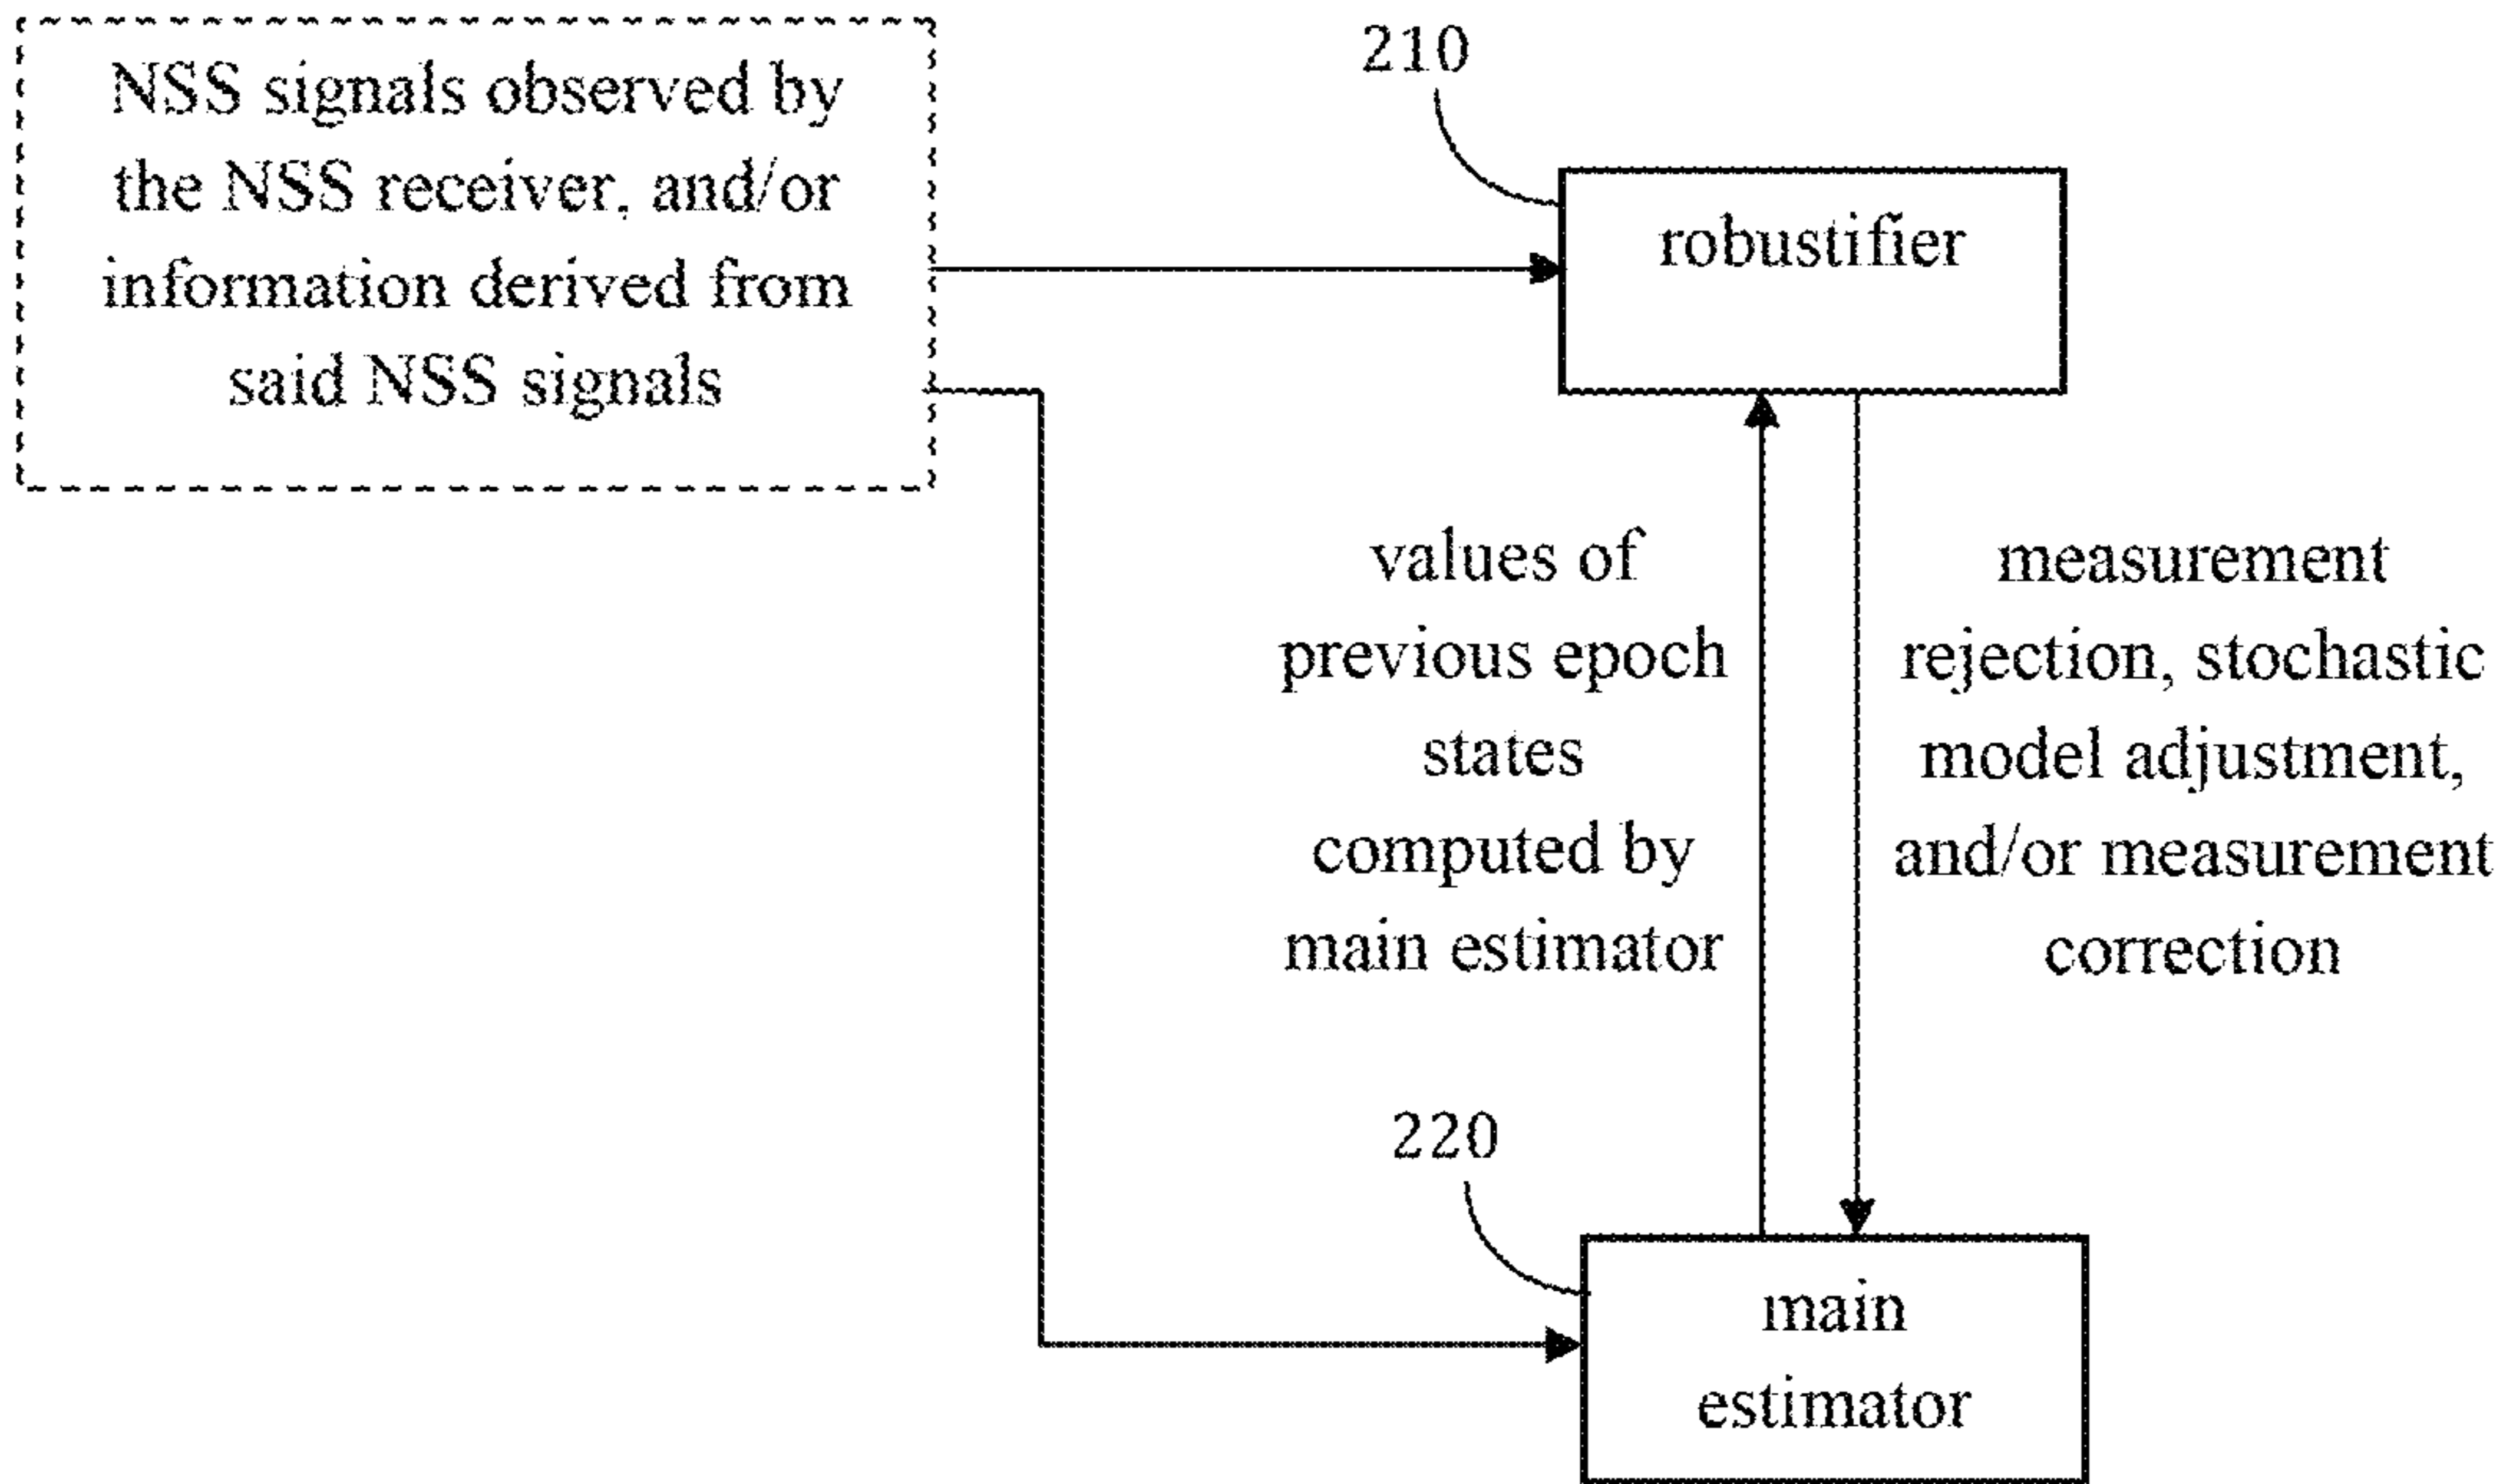 NSS signals observed by
the NSS receiver, and/or
information derived from
said NSS signals
210
robustifier
values of
previous epoch
states
computed by
main estimator
measurement
rejection, stochastic
model adjustment,
and/or measurement
correction
220
main
estimator